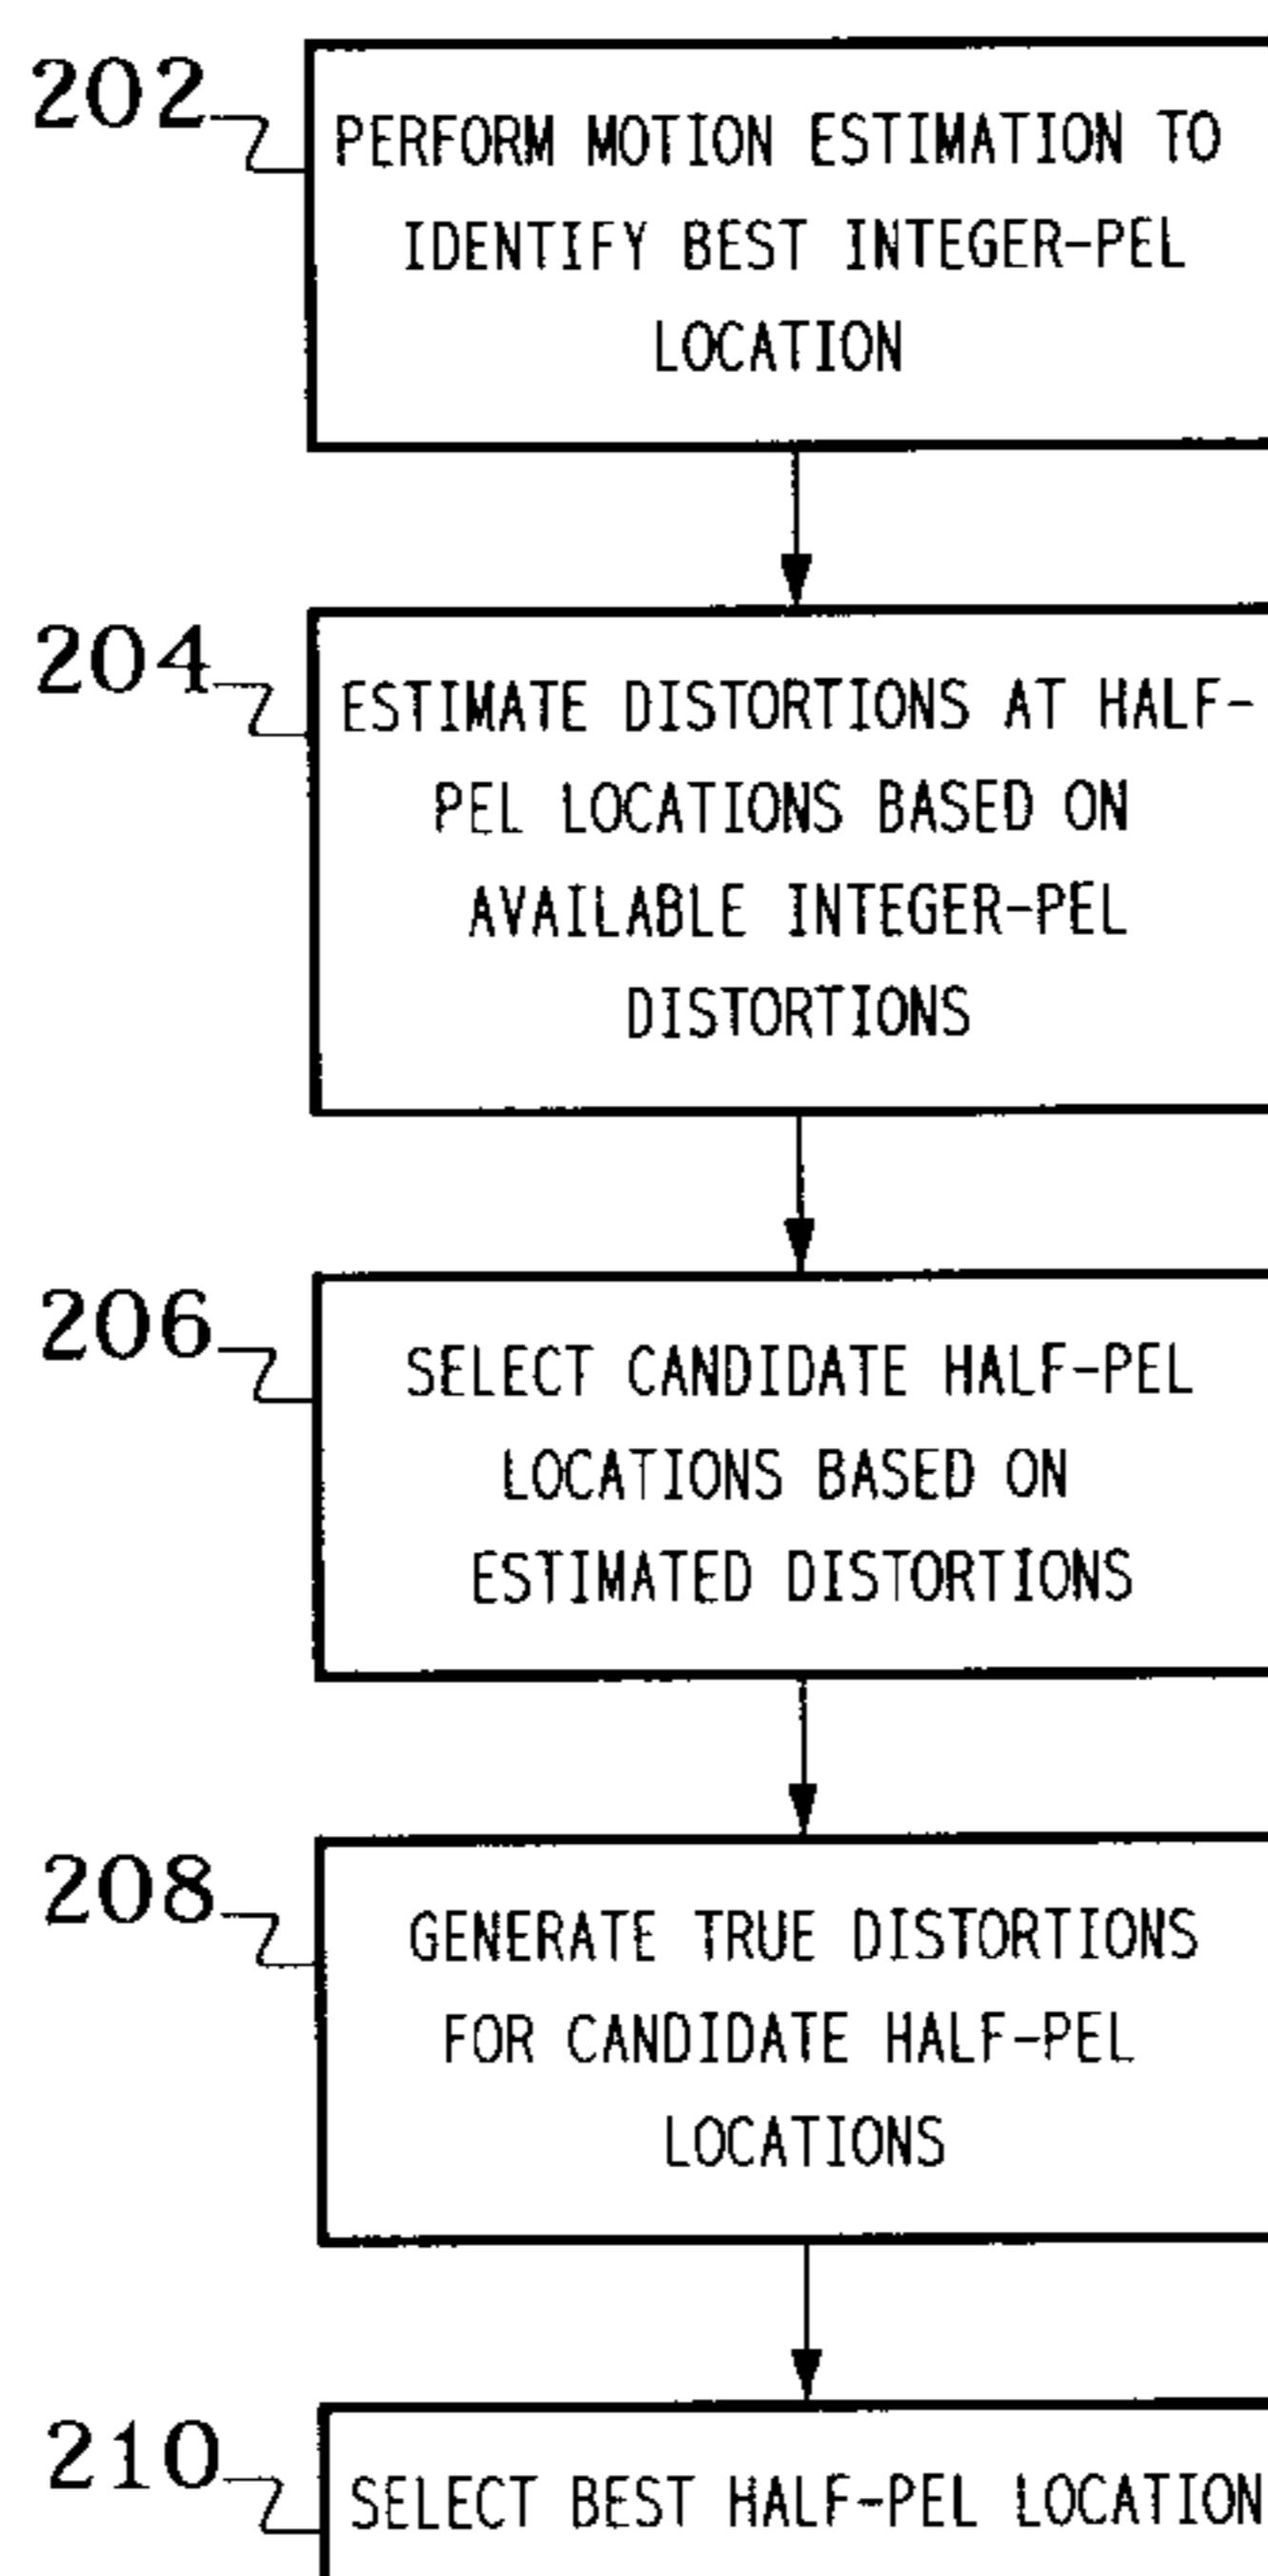 202
PERFORM MOTION ESTIMATION TO
IDENTIFY BEST INTEGER-PEL
LOCATION
204
ESTIMATE DISTORTIONS AT HALF-
PEL LOCATIONS BASED ON
AVAILABLE INTEGER-PEL
DISTORTIONS
206
SELECT CANDIDATE HALF-PEL
LOCATIONS BASED ON
ESTIMATED DISTORTIONS
208
GENERATE TRUE DISTORTIONS
FOR CANDIDATE HALF-PEL
LOCATIONS
210
SELECT BEST HALF-PEL LOCATION